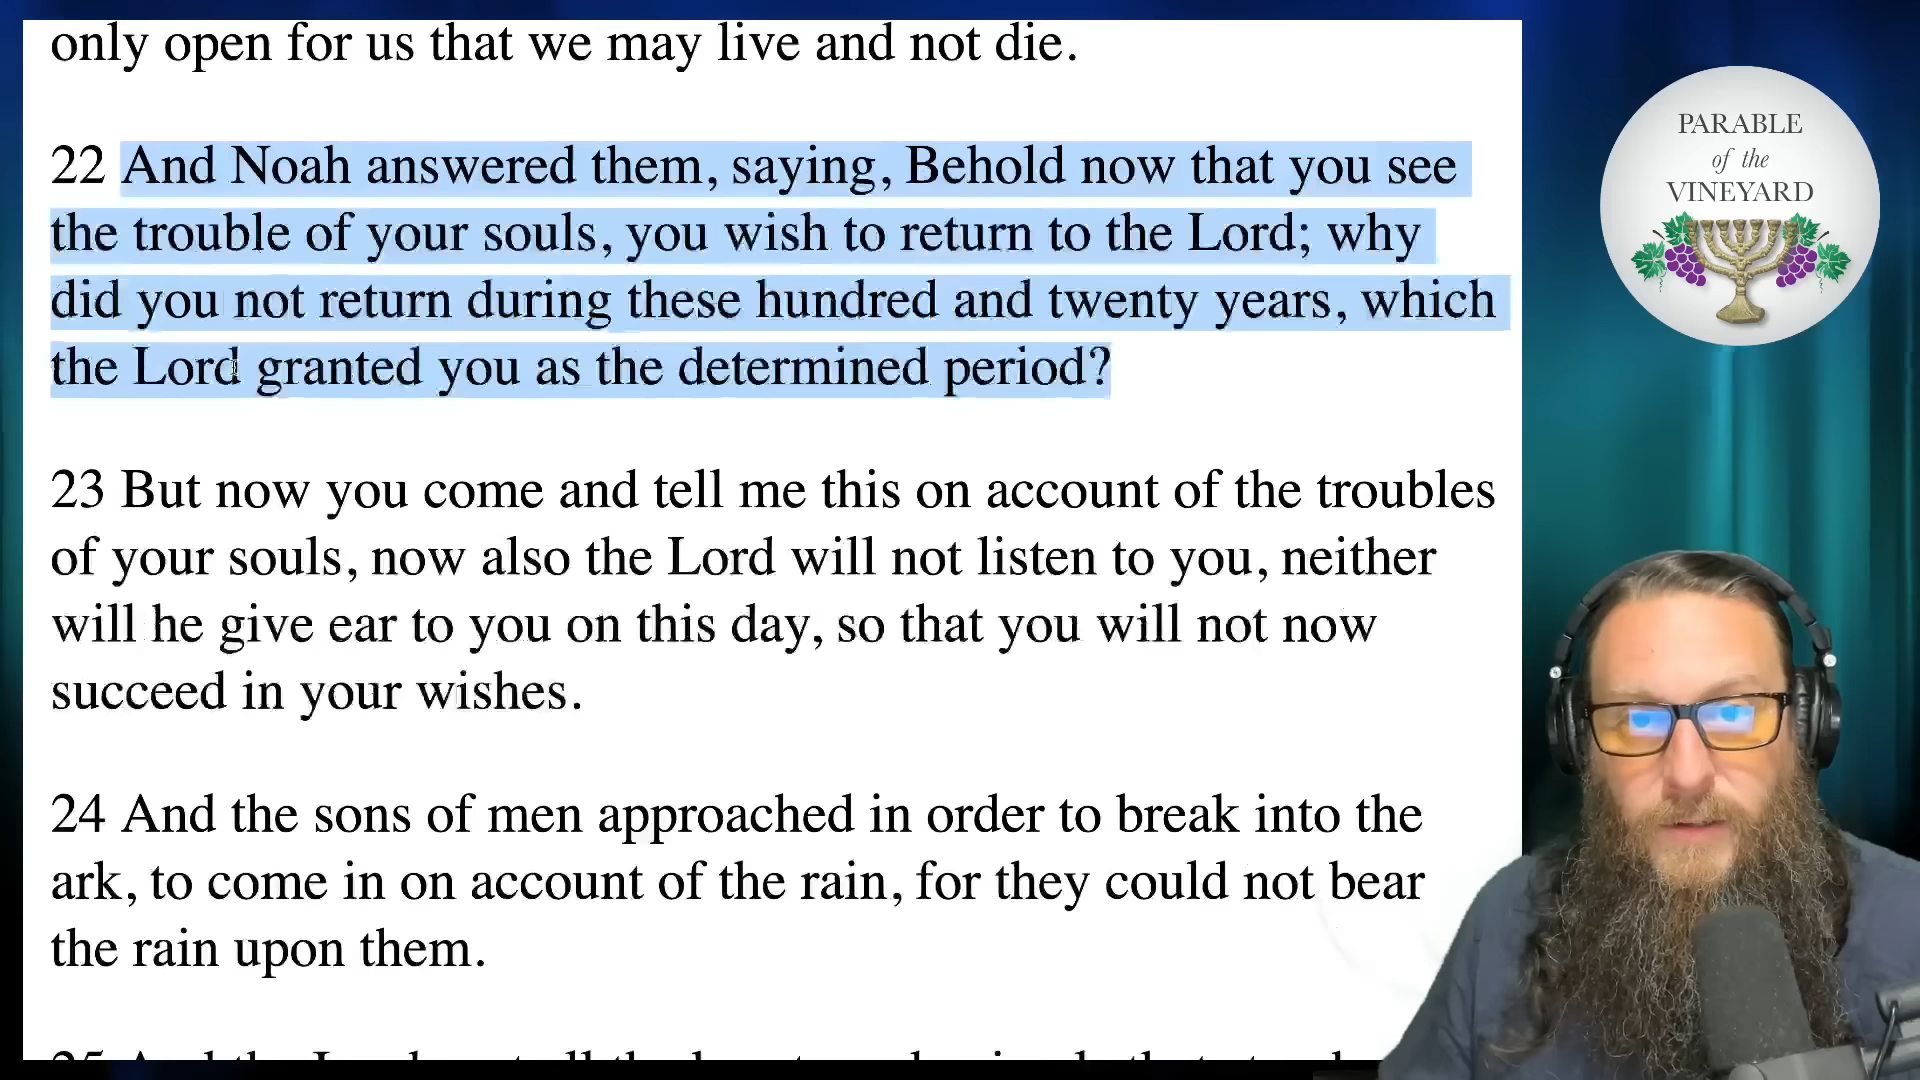 only open for us that we may live and not die.
22 And Noah answered them, saying, Behold now that you see
the trouble of your souls, you wish to return to the Lord; why
did you not return during these hundred and twenty years, which
the Lord granted you as the determined period?
23 But now you come and tell me this on account of the troubles
of your souls, now also the Lord will not listen to you, neither
will he give ear to you on this day, so that you will not now
succeed in your wishes.
24 And the sons of men approached in order to break into the
ark, to come in on account of the rain, for they could not bear
the rain upon them.
PARABLE
of the
VINEYARD